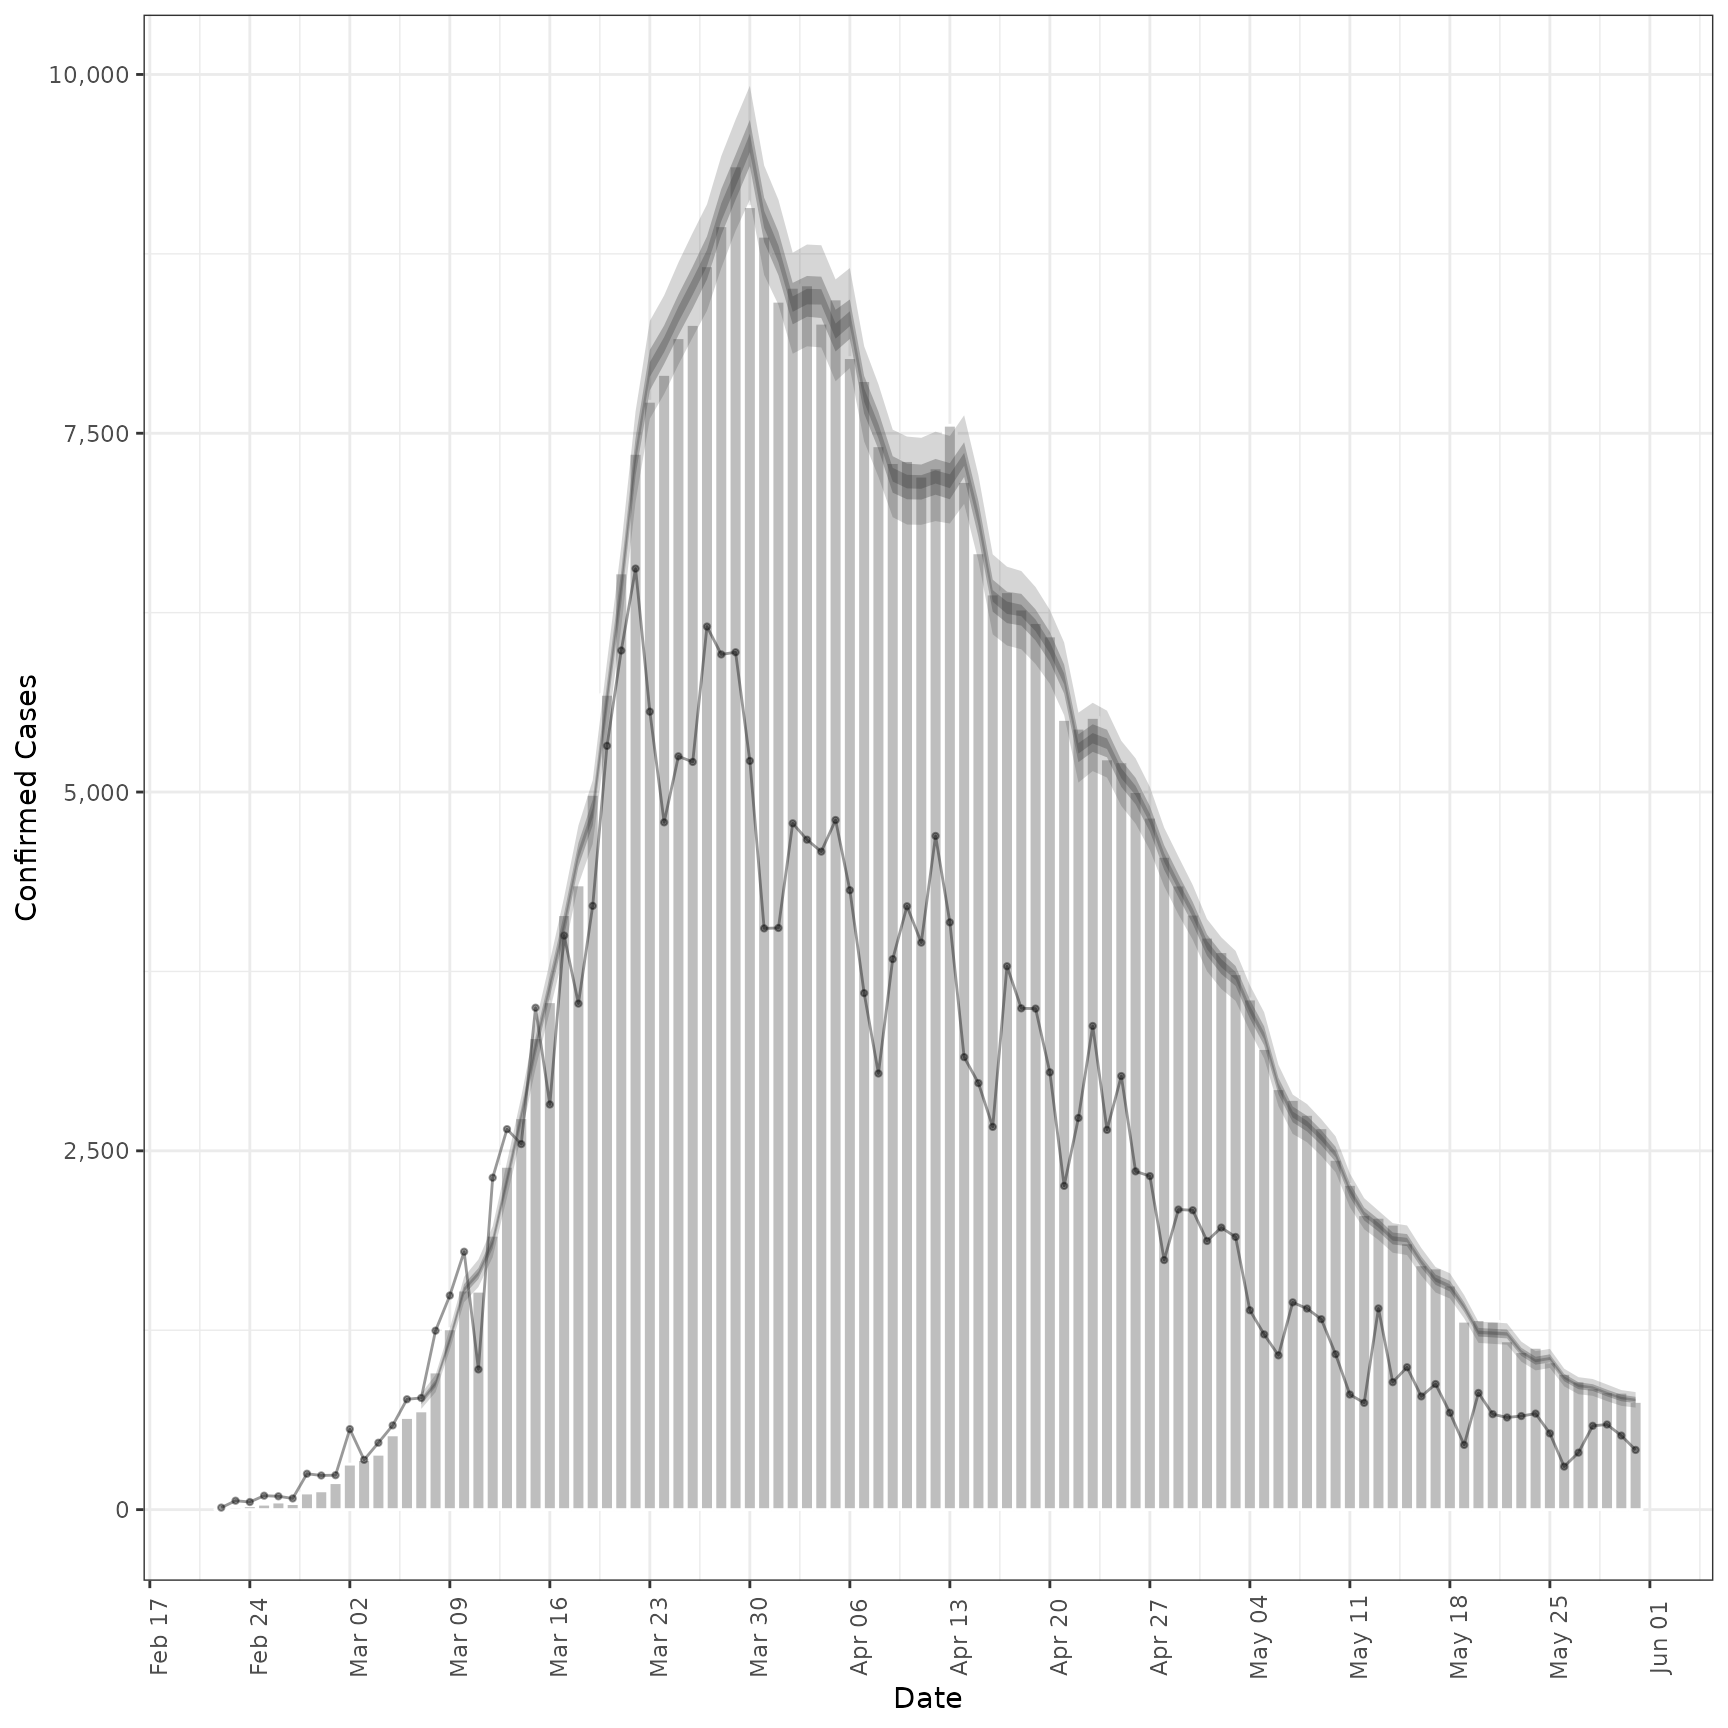 10,000
7,500
5,000
2,500
0
Confirmed Cases
Feb 17
Feb 24
Mar 02
Mar 09
Mar 16
Mar 23
Mar 30
Apr 06
Apr 13
Apr 20
Apr 27
May 04
May 11
May 18
May 25
Jun 01
Date